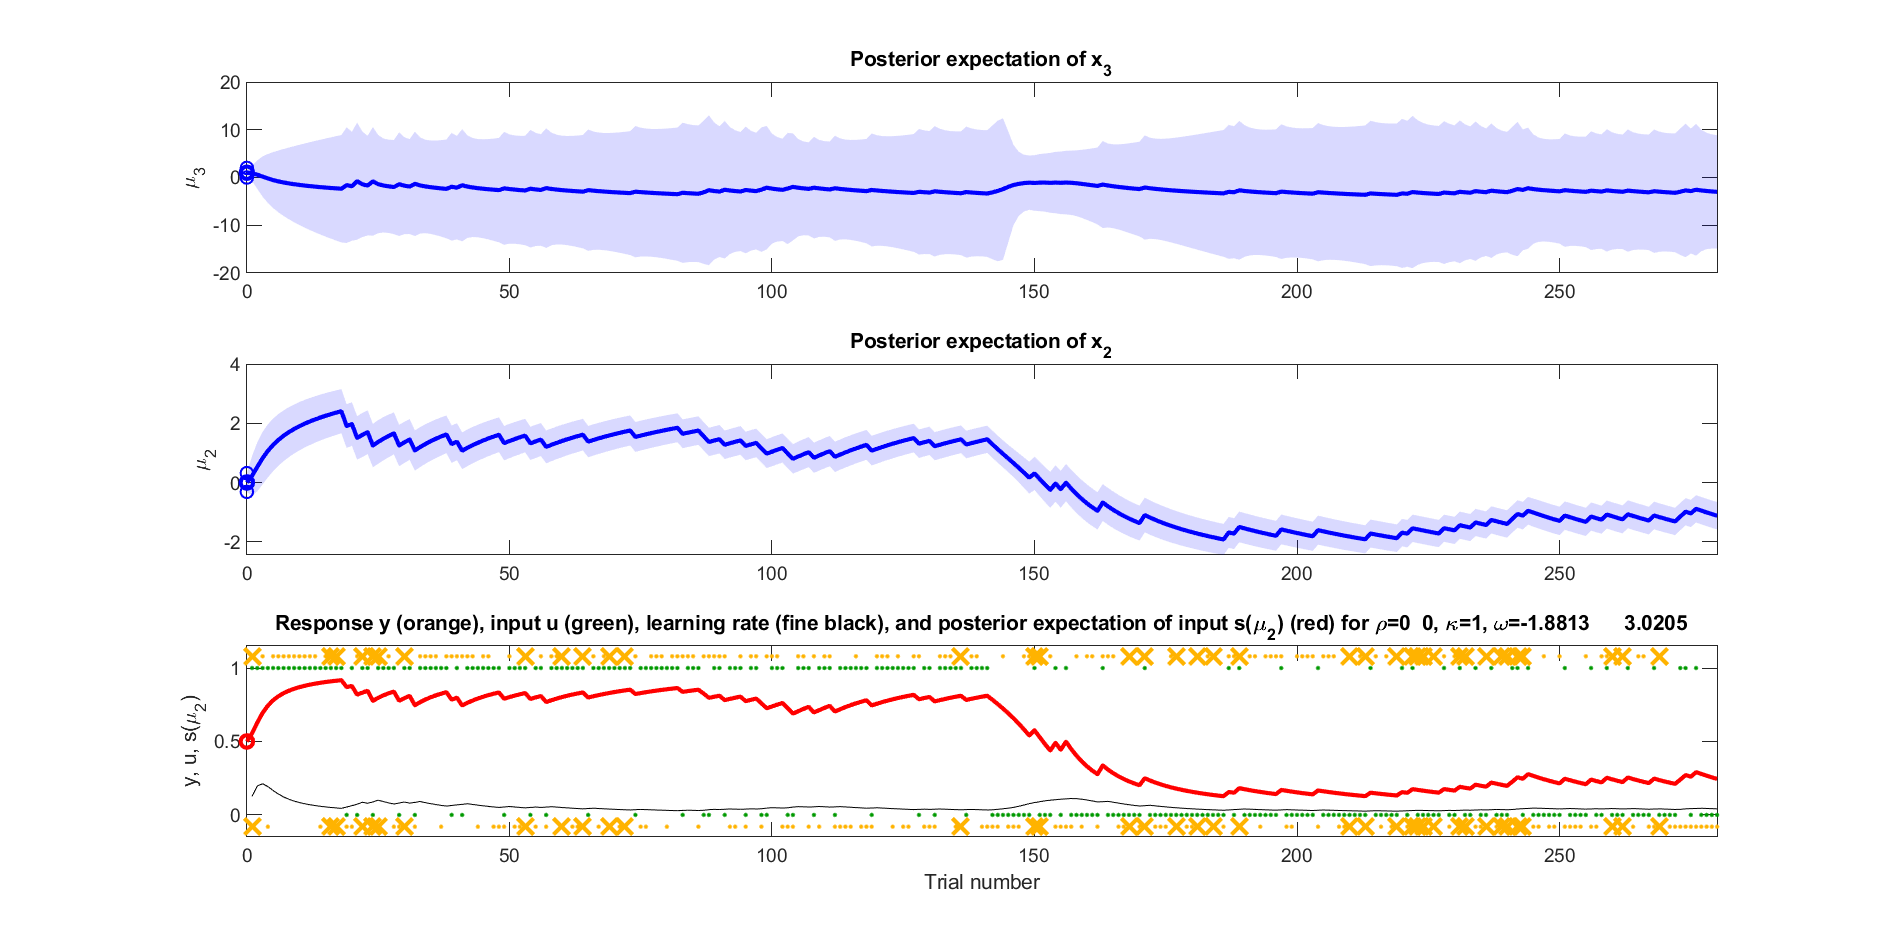 Posterior expectation of x3
20
10
0
-10
-20
μ3
0 50 100 150 200 250
Posterior expectation of x2
4
2
0
-2
μ2
0 50 100 150 200 250
Response y (orange), input u (green), learning rate (fine black), and posterior expectation of input s(μ2) (red) for ρ=0 0, κ=1, ω=-1.8813 3.0205
1
0.5
0
y, u, s(μ2)
0 50 100 150 200 250
Trial number